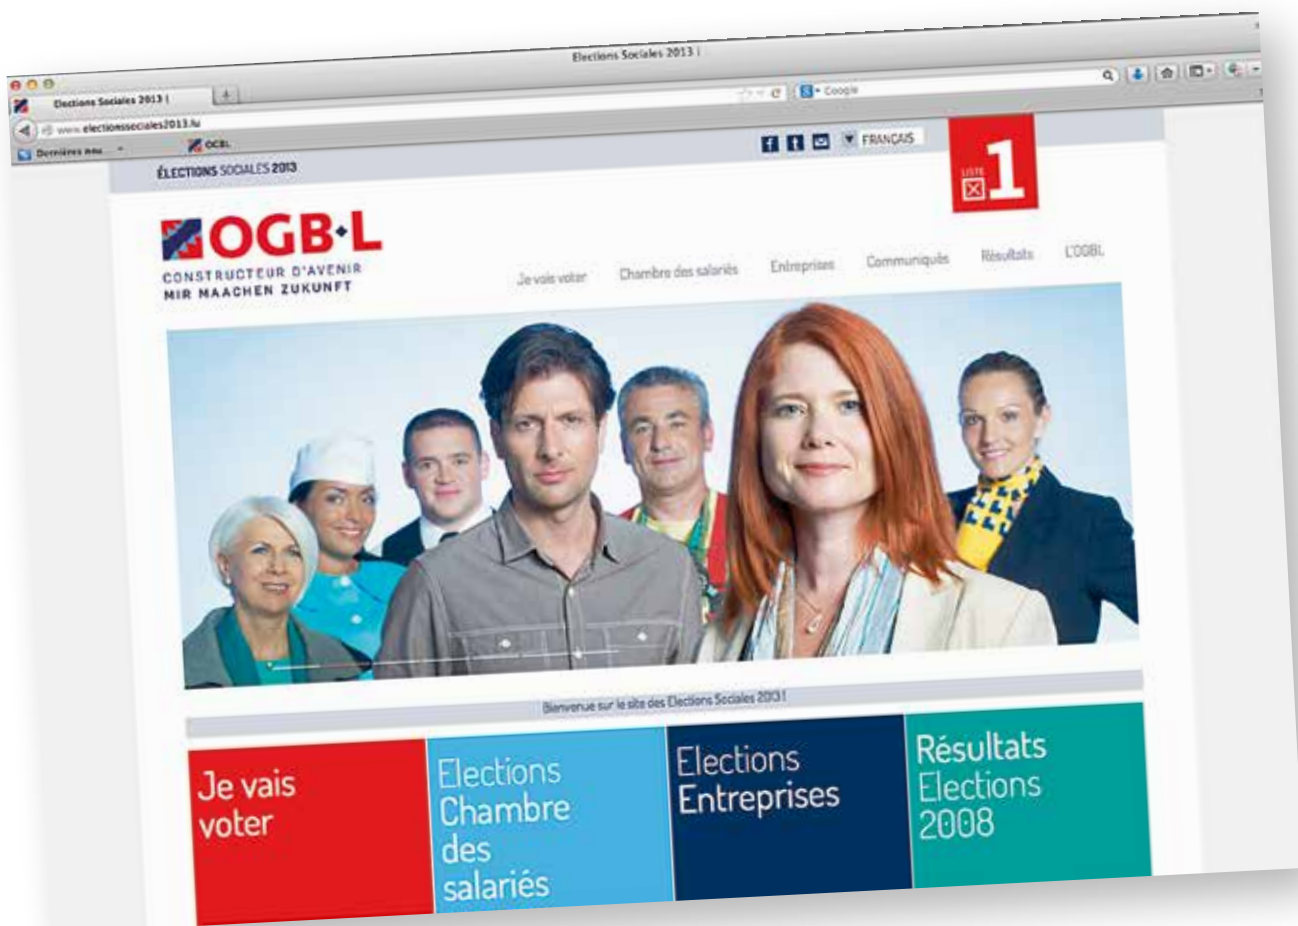 Elections Sociales 2013 |
Elections Sociales 2013 |
www.electionssociales2013.lu
Google
Dernières nou...
OGBL
ÉLECTIONS SOCIALES 2013
FRANÇAIS
LISTE
1
OGB•L
CONSTRUCTEUR D'AVENIR
MIR MAACHEN ZUKUNFT
Je vais voter
Chambre des salariés
Entreprises
Communiqués
Résultats
L'OGBL
Bienvenue sur le site des Elections Sociales 2013 !
Je vais
voter
Elections
Chambre
des
salariés
Elections
Entreprises
Résultats
Elections
2008